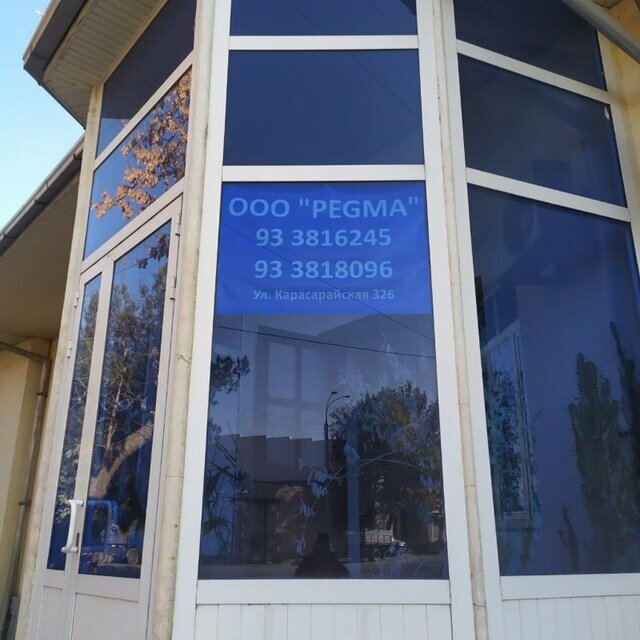 ООО "PEGMA"
93 3816245
93 3818096
Ул. Карасарайская 326